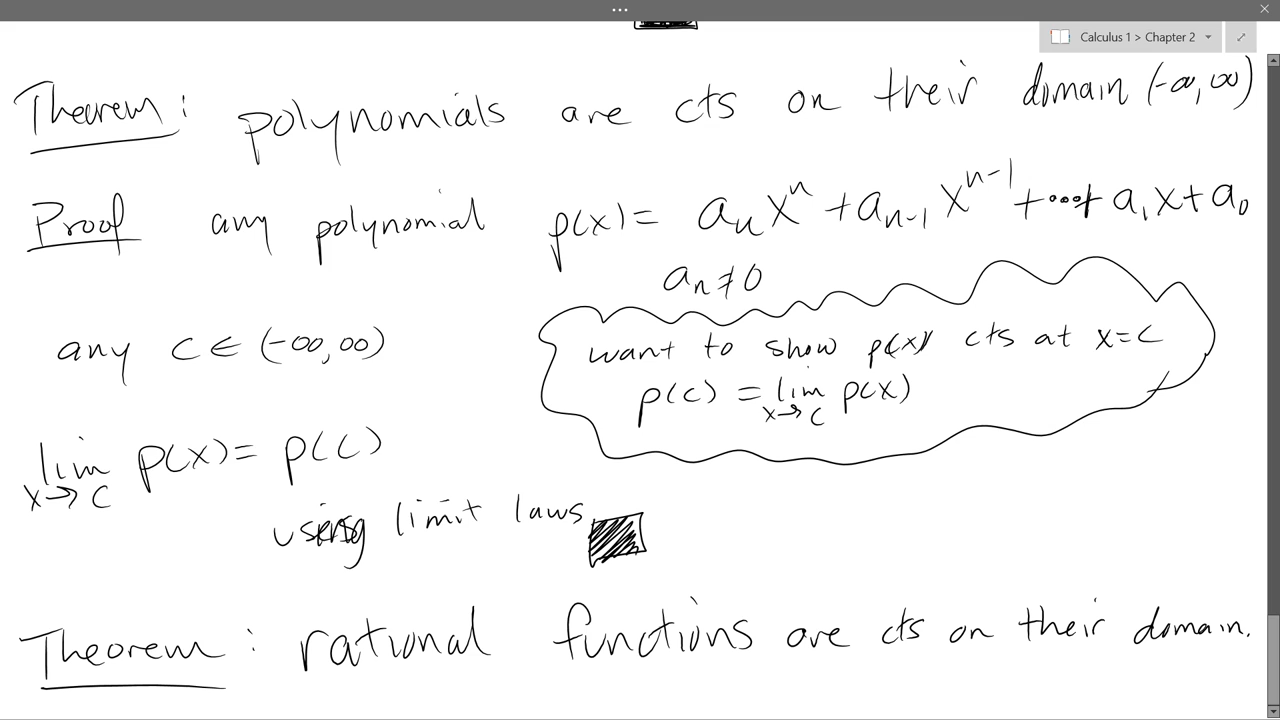 Calculus 1 > Chapter 2
Theorem: polynomials are cts on their domain (-∞, ∞)
Proof any polynomial p(x) = aₙxⁿ + aₙ₋₁xⁿ⁻¹ + ... + a₁x + a₀
aₙ ≠ 0
any c ∈ (-∞, ∞)
want to show p(x) cts at x = c
p(c) = lim x→c p(x)
lim x→c p(x) = p(c)
using limit laws
Theorem: rational functions are cts on their domain.